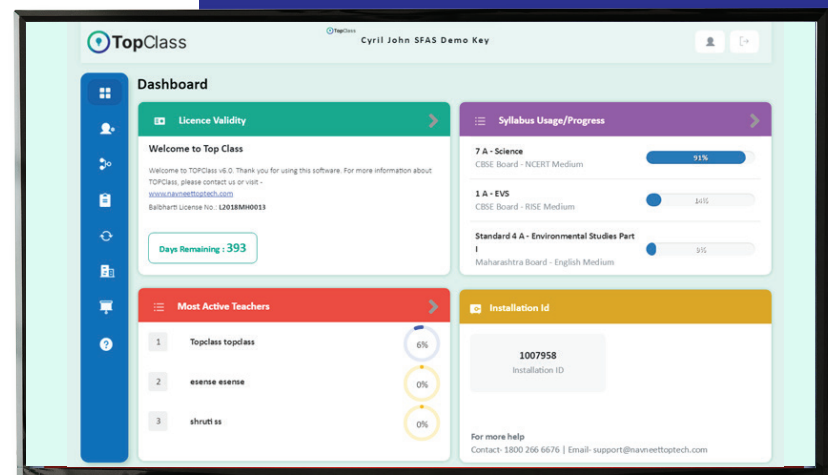 TopClass
TopClass
Cyril John SFAS Demo Key
Dashboard
Licence Validity
Welcome to Top Class
Welcome to TOPClass v6.0. Thank you for using this software. For more information about
TOPClass, please contact us or visit -
www.navneettoptech.com
Balbharti License No : L2018MH0013
Days Remaining : 393
Syllabus Usage/Progress
7 A - Science
CBSE Board - NCERT Medium
91%
1 A - EVS
CBSE Board - RISE Medium
14%
Standard 4 A - Environmental Studies Part
I
Maharashtra Board - English Medium
9%
Most Active Teachers
1 Topclass topclass 6%
2 esense esense 0%
3 shruti ss 0%
Installation Id
1007958
Installation ID
For more help
Contact- 1800 266 6676 | Email- support@navneettoptech.com